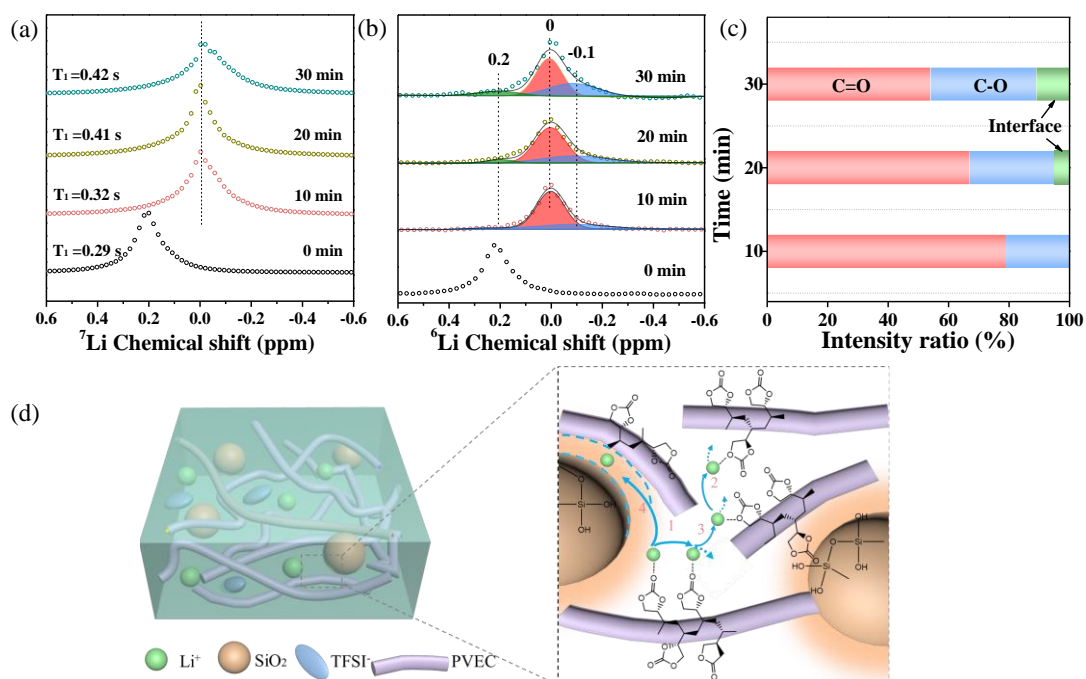 (a)
T₁=0.42 s
30 min
T₁=0.41 s
20 min
T₁=0.32 s
10 min
T₁=0.29 s
0 min
0.6 0.4 0.2 0.0 -0.2 -0.4 -0.6
⁷Li Chemical shift (ppm)
(b)
0
0.2
-0.1
30 min
20 min
10 min
0 min
0.6 0.4 0.2 0.0 -0.2 -0.4 -0.6
⁶Li Chemical shift (ppm)
(c)
Time (min)
30
20
10
C=O
C-O
Interface
0 20 40 60 80 100
Intensity ratio (%)
(d)
Li⁺
SiO₂
TFSI⁻
PVEC
1
2
3
4
Si
OH
OH
OH
Si
Si
OH
HO
OH